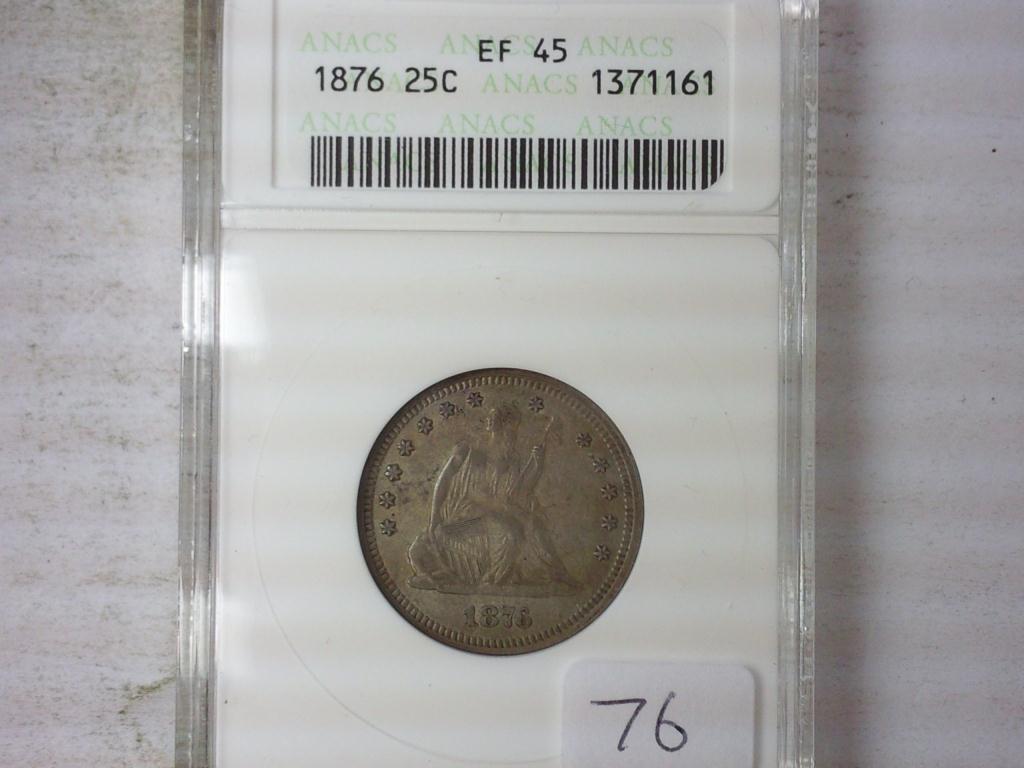 ANACS ANACS ANACS
EF 45
1876 25C ANACS 1371161
ANACS ANACS ANACS
1876
76